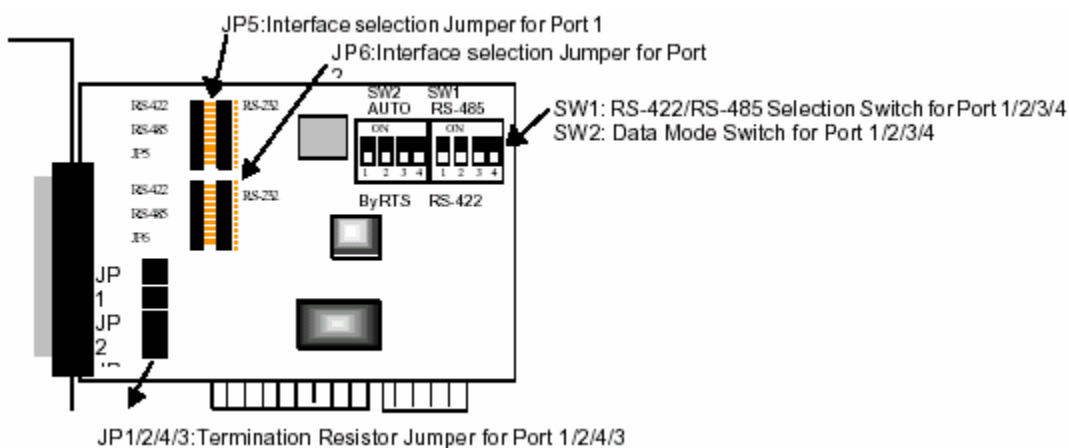 JP5:Interface selection Jumper for Port 1
JP6:Interface selection Jumper for Port
SW2 SW1
AUTO RS-485
RS-422 RS-232
RS-485
JP5
ON ON
1 2 3 4 1 2 3 4
SW1: RS-422/RS-485 Selection Switch for Port 1/2/3/4
SW2: Data Mode Switch for Port 1/2/3/4
RS-422 RS-232
RS-485
JP6
ByRTS RS-422
JP
1
JP
2
JP1/2/4/3:Termination Resistor Jumper for Port 1/2/4/3